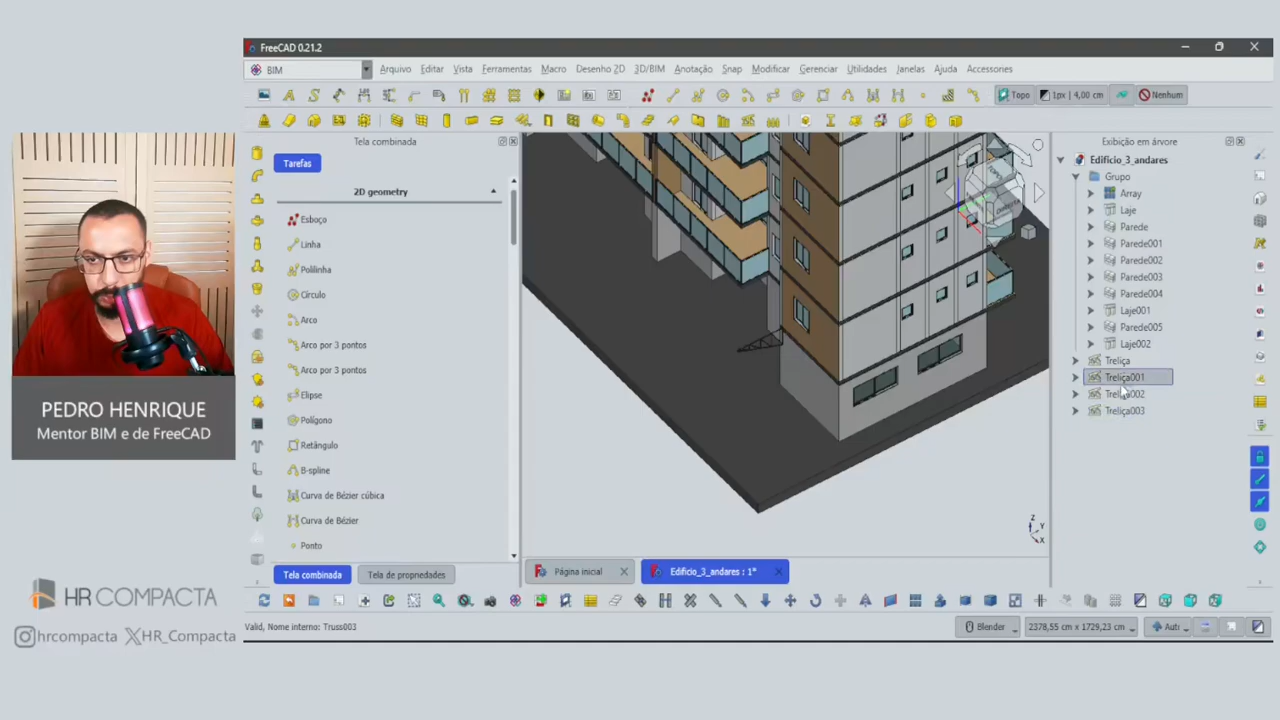 FreeCAD 0.21.2
BIM
Arquivo Editar Vista Ferramentas Macro Desenho 2D 3D/BIM Anotação Snap Modificar Gerenciar Utilidades Janelas Ajuda Accessories
Topo 1px | 4,00 cm Nenhum
Tela combinada
Exibição em árvore
Tarefas
2D geometry
Esboço
Linha
Polilinha
Círculo
Arco
Arco por 3 pontos
Arco por 3 pontos
Elipse
Polígono
Retângulo
B-spline
Curva de Bézier cúbica
Curva de Bézier
Ponto
Tela combinada Tela de propriedades
Z
Y
X
Página inicial Edificio_3_andares : 1*
Edificio_3_andares
Grupo
Array
Laje
Parede
Parede001
Parede002
Parede003
Parede004
Laje001
Parede005
Laje002
Treliça
Treliça001
Treliça002
Treliça003
Valid, Nome interno: Truss003
Blender 2378,55 cm x 1729,23 cm Aut
PEDRO HENRIQUE
Mentor BIM e de FreeCAD
HR COMPACTA
hrcompacta HR_Compacta